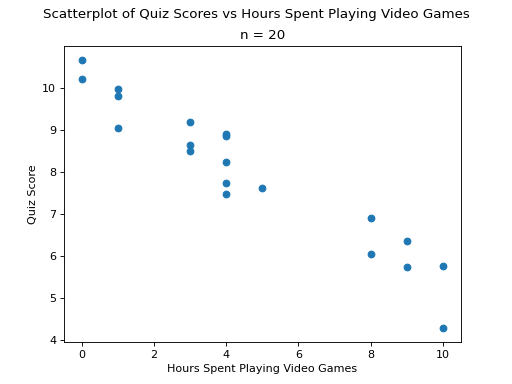 Scatterplot of Quiz Scores vs Hours Spent Playing Video Games
n = 20
10
9
8
7
6
5
4
Quiz Score
0 2 4 6 8 10
Hours Spent Playing Video Games